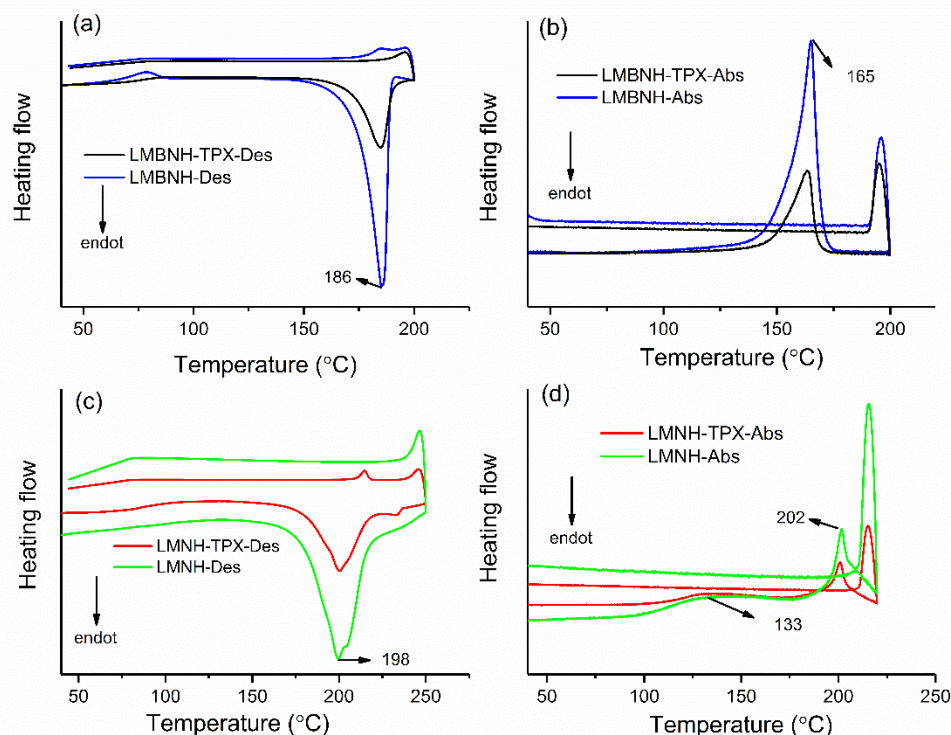 (a)
Heating flow
LMBNH-TPX-Des
LMBNH-Des
endot
186
50 100 150 200
Temperature (°C)
(b)
Heating flow
LMBNH-TPX-Abs
LMBNH-Abs
165
endot
50 100 150 200
Temperature (°C)
(c)
Heating flow
LMNH-TPX-Des
LMNH-Des
endot
198
50 100 150 200 250
Temperature (°C)
(d)
Heating flow
LMNH-TPX-Abs
LMNH-Abs
endot
202
133
50 100 150 200 250
Temperature (°C)